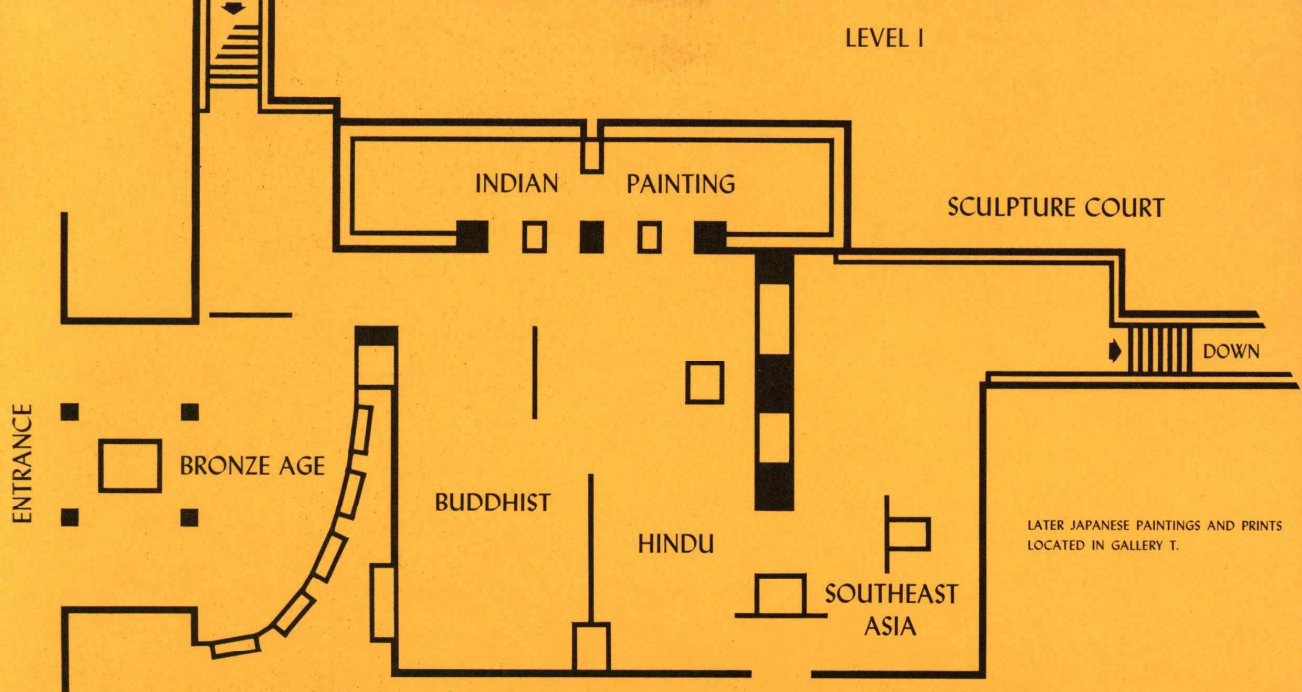 LEVEL I
INDIAN PAINTING
SCULPTURE COURT
DOWN
ENTRANCE
BRONZE AGE
BUDDHIST
HINDU
LATER JAPANESE PAINTINGS AND PRINTS
LOCATED IN GALLERY T.
SOUTHEAST
ASIA